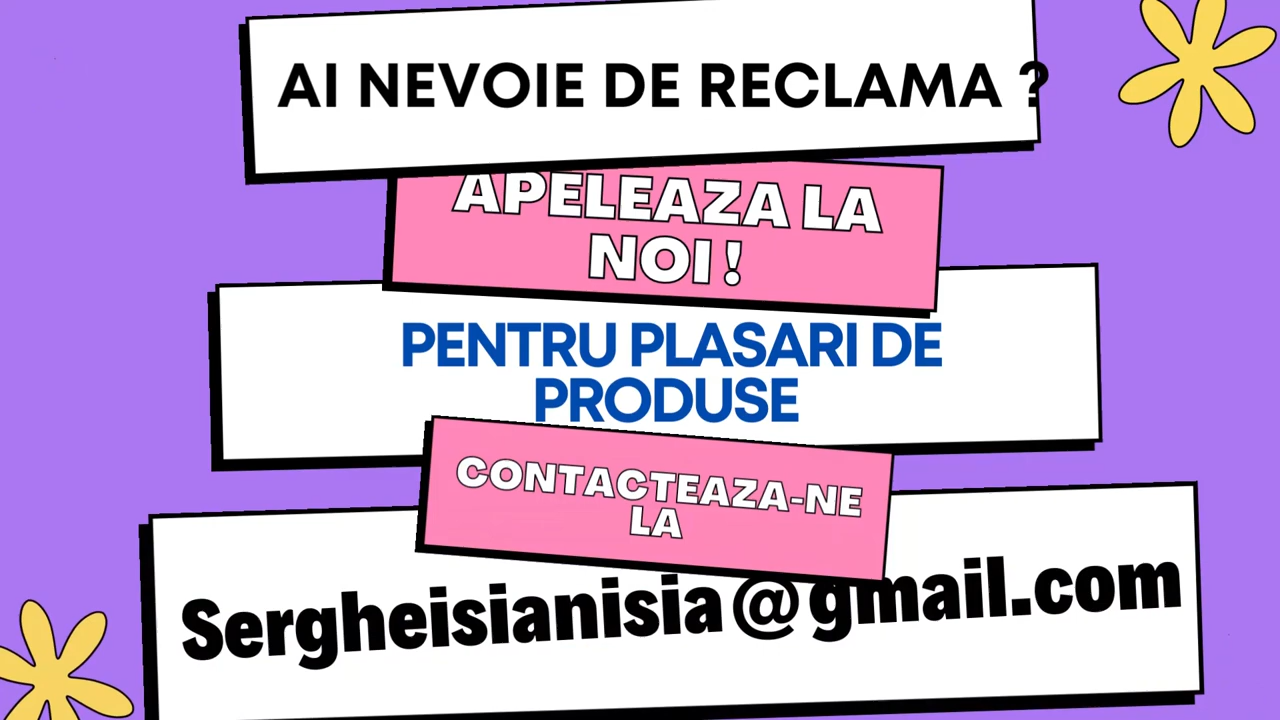 AI NEVOIE DE RECLAMA ?
APELEAZA LA
NOI !
PENTRU PLASARI DE
PRODUSE
CONTACTEAZA-NE
LA
Sergheisianisia@gmail.com